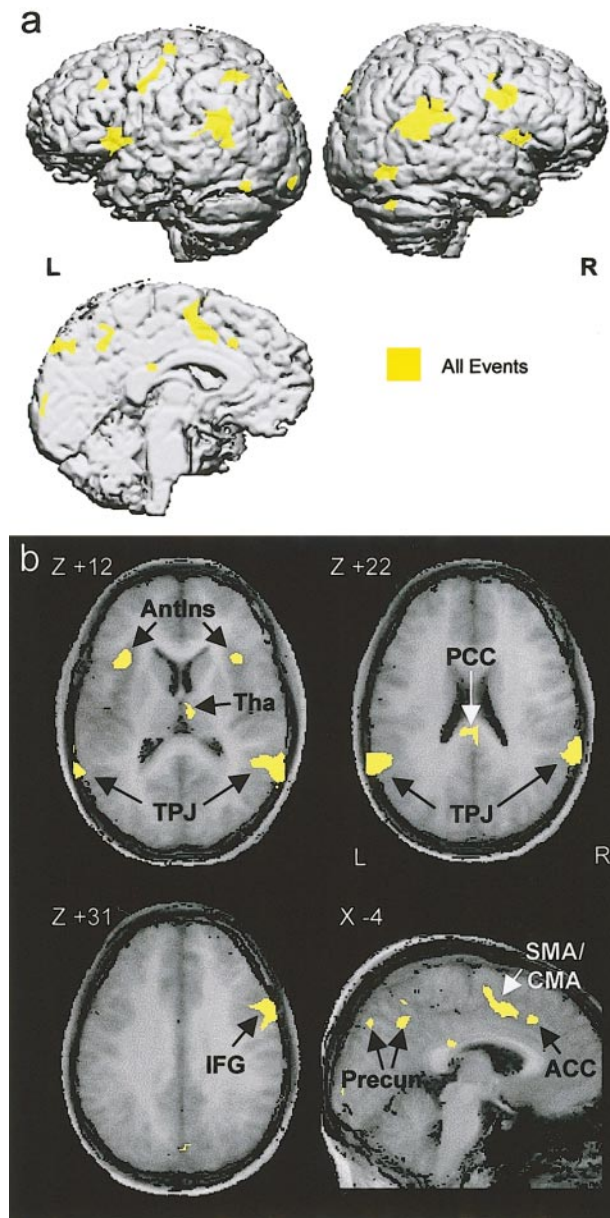 a
L
R
All Events
b
Z +12
Z +22
AntIns
PCC
Tha
TPJ
TPJ
L
R
Z +31
X -4
SMA/
CMA
IFG
Precun
ACC